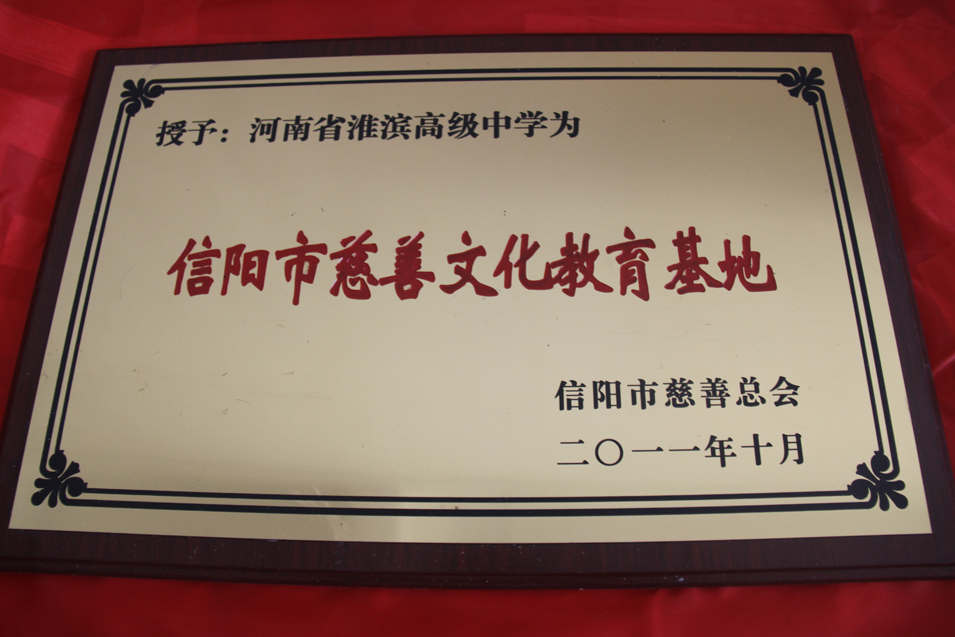 授予：河南省淮滨高级中学为
信阳市慈善文化教育基地
信阳市慈善总会
二〇一一年十月